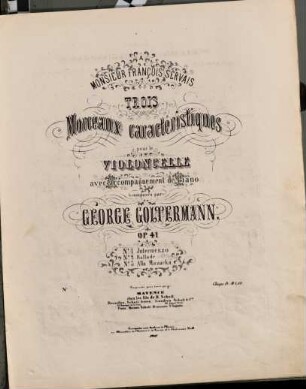 A
MONSIEUR FRANÇOIS SERVAIS
TROIS
Morceaux caractéristiques
pour le
VIOLONCELLE
avec accompagnement de Piano
composés par
GEORGE GOLTERMANN.
OP. 41
Nº 1 Intermezzo
Nº 2 Ballade
Nº 3 Alla Mazurka
MAYENCE
chez les fils de B. Schott